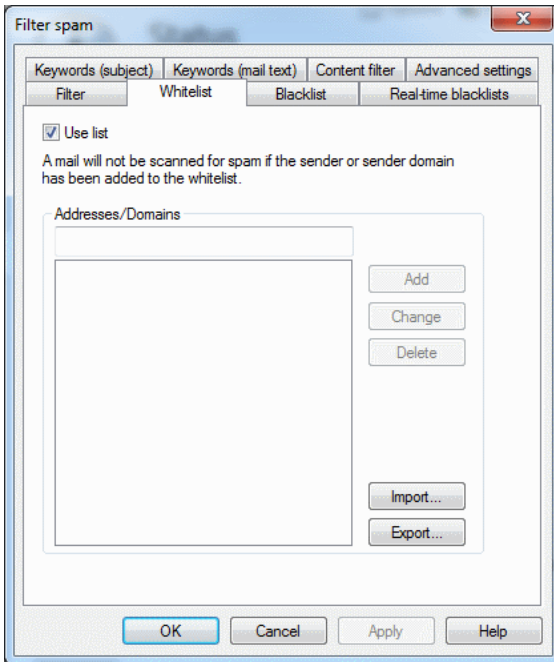 Filter spam
Keywords (subject) Keywords (mail text) Content filter Advanced settings
Filter Whitelist Blacklist Real-time blacklists
Use list
A mail will not be scanned for spam if the sender or sender domain
has been added to the whitelist.
Addresses/Domains
Add
Change
Delete
Import...
Export...
OK Cancel Apply Help